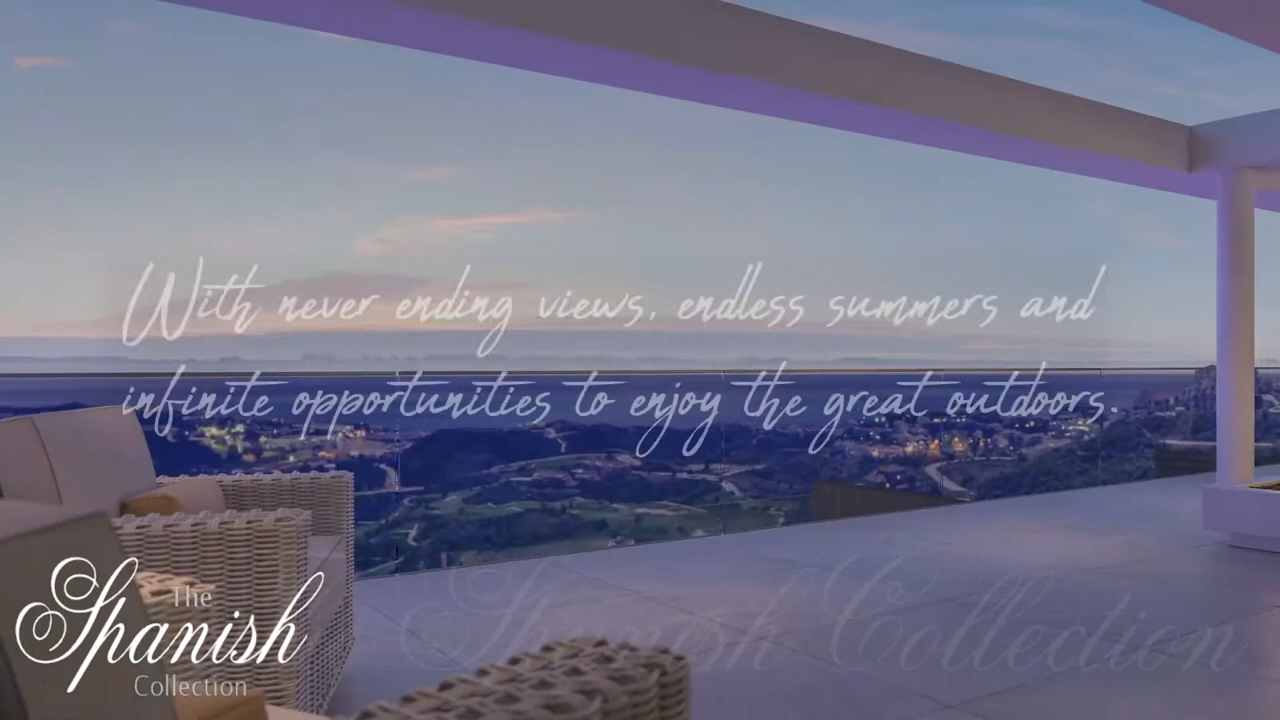 With never ending views, endless summers and
infinite opportunities to enjoy the great outdoors.
The
Spanish
Collection
Spanish Collection